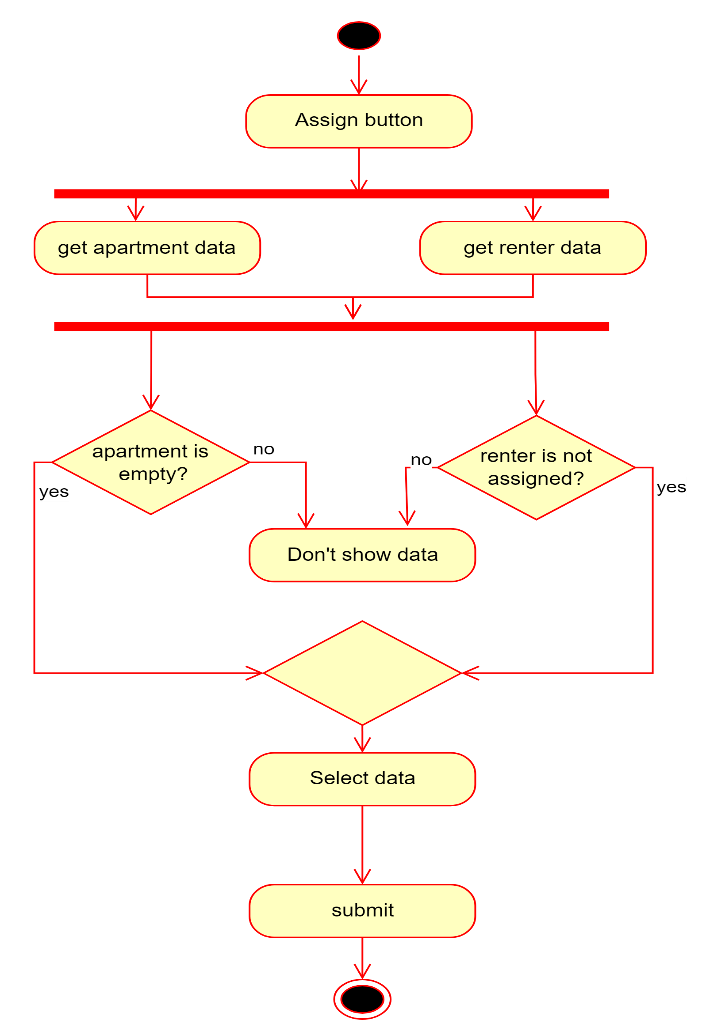 Assign button
get apartment data
get renter data
apartment is
empty?
no
yes
no
renter is not
assigned?
yes
Don't show data
Select data
submit